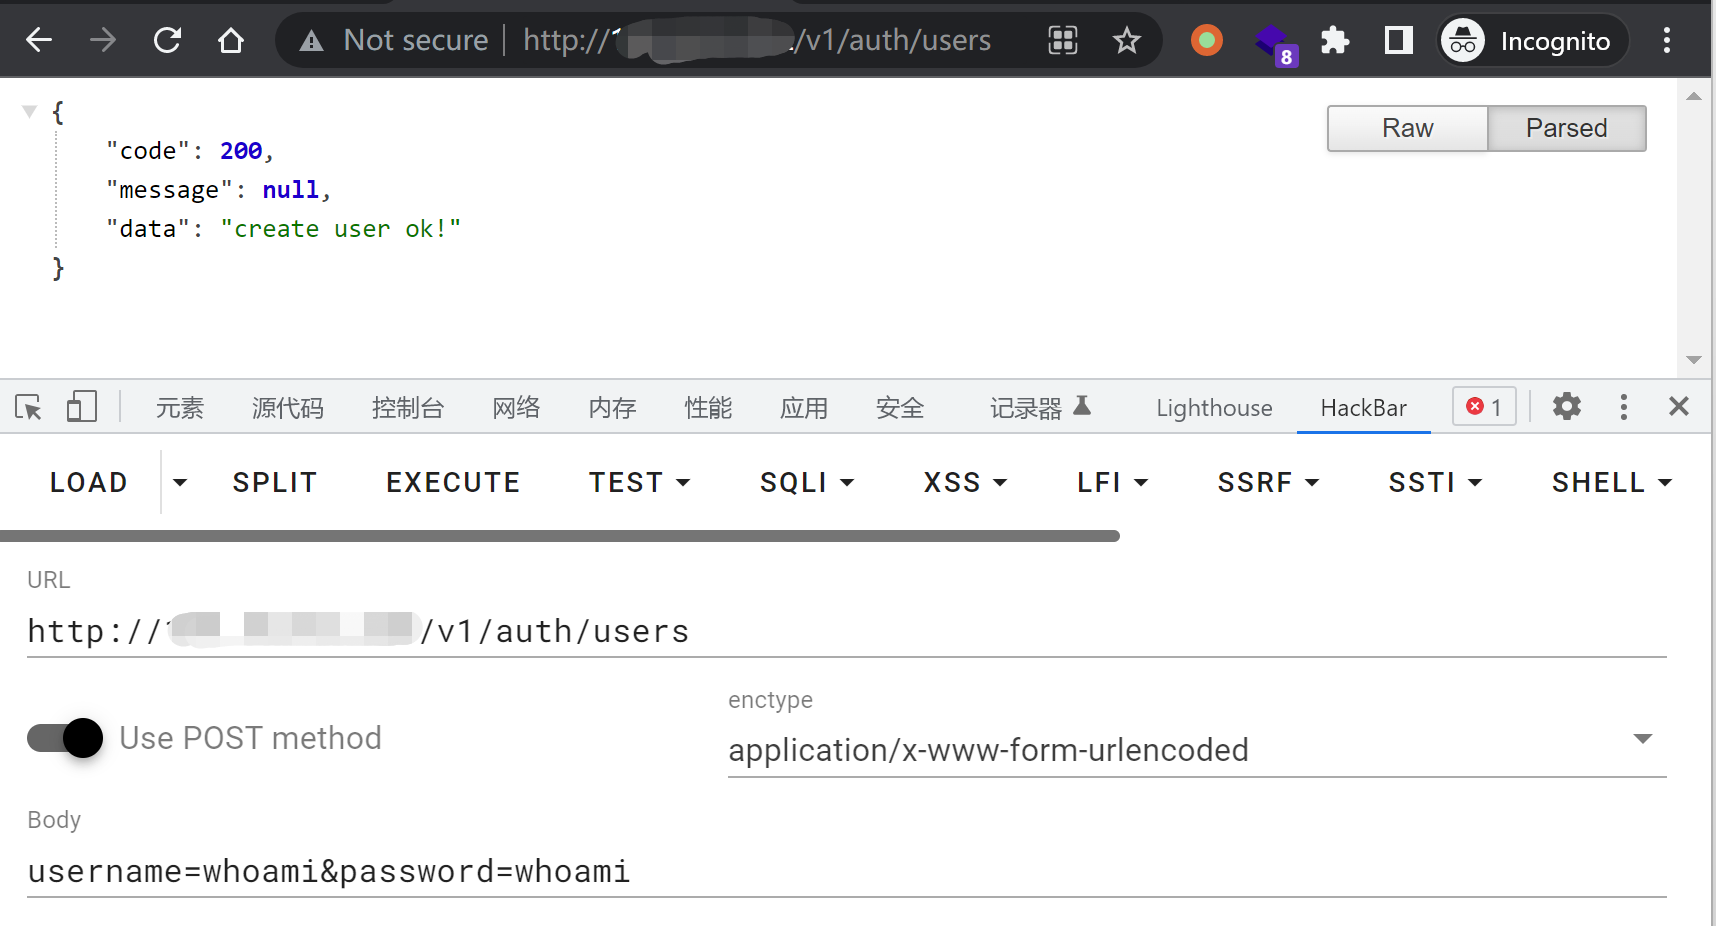 Not secure http:// /v1/auth/users 8 Incognito
{
"code": 200,
"message": null,
"data": "create user ok!"
}
Raw Parsed
元素 源代码 控制台 网络 内存 性能 应用 安全 记录器 Lighthouse HackBar 1
LOAD SPLIT EXECUTE TEST SQLI XSS LFI SSRF SSTI SHELL
URL
http:// /v1/auth/users
enctype
Use POST method
application/x-www-form-urlencoded
Body
username=whoami&password=whoami